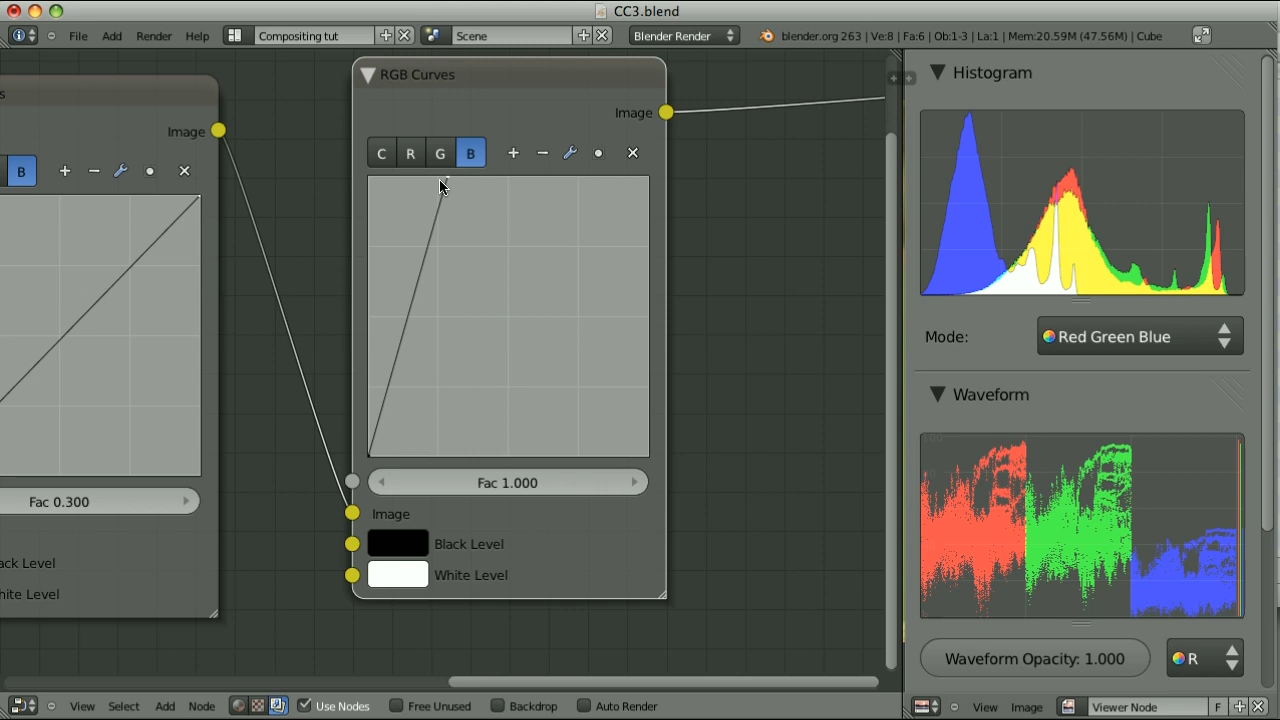 CC3.blend
File Add Render Help Compositing tut Scene Blender Render blender.org 263 | Ve:8 | Fa:6 | Ob:1-3 | La:1 | Mem:20.59M (47.56M) | Cube
s
Image
B
Fac 0.300
ack Level
hite Level
RGB Curves
Image
C R G B
Fac 1.000
Image
Black Level
White Level
Histogram
Mode: Red Green Blue
Waveform
100
Waveform Opacity: 1.000 R
View Select Add Node Use Nodes Free Unused Backdrop Auto Render
View Image Viewer Node F